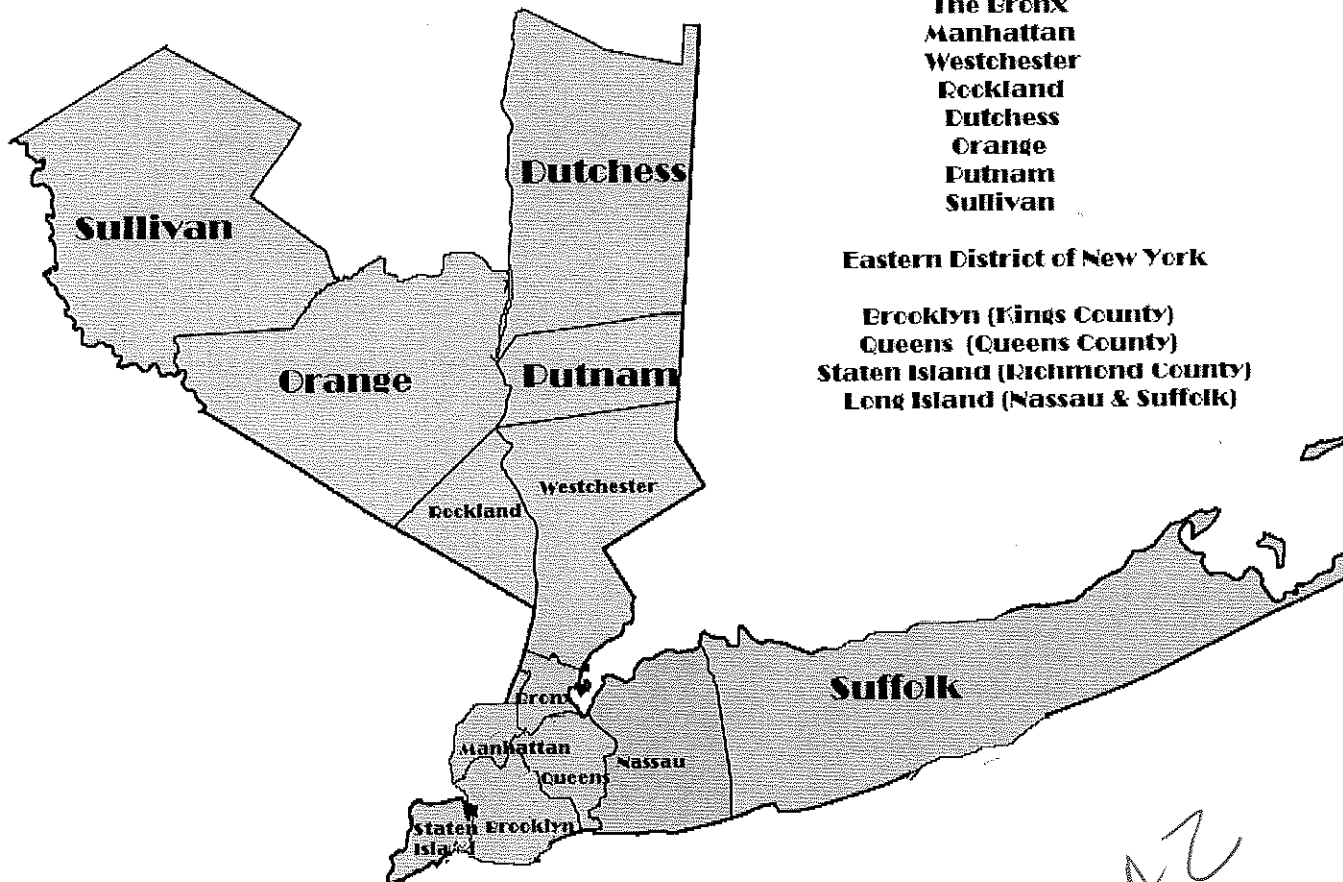 The Bronx
Manhattan
Westchester
Rockland
Dutchess
Orange
Putnam
Sullivan
Eastern District of New York
Brooklyn (Kings County)
Queens (Queens County)
Staten Island (Richmond County)
Long Island (Nassau & Suffolk)
Dutchess
Sullivan
Orange
Putnam
Westchester
Rockland
Bronx
Suffolk
Manhattan
Nassau
Queens
Staten
Island
Brooklyn